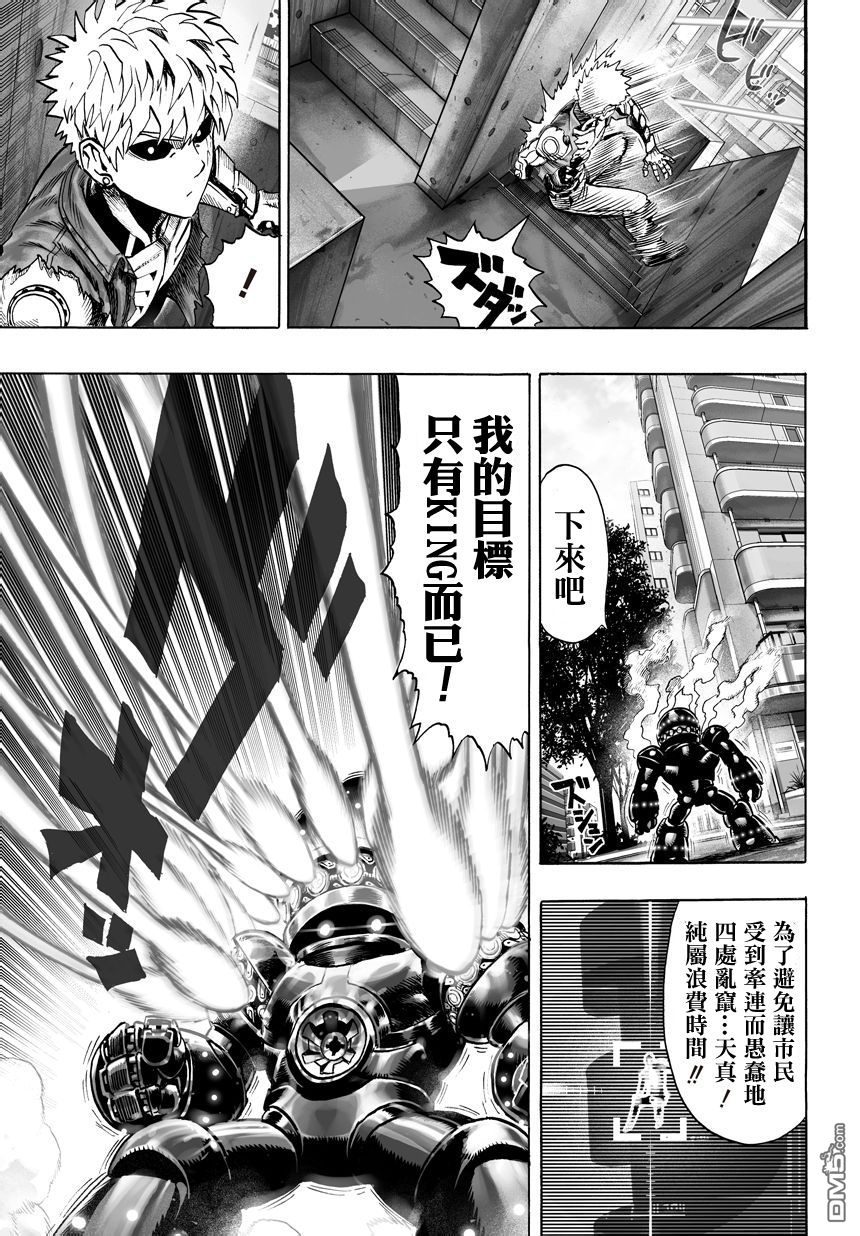 ビビッ
ズダッ
！
下來吧
ズシュン
為了避免讓市民
受到牽連而愚蠢地
四處亂竄…天真！
純屬浪費時間！！
我的目標
只有KING而已！
DM5.com